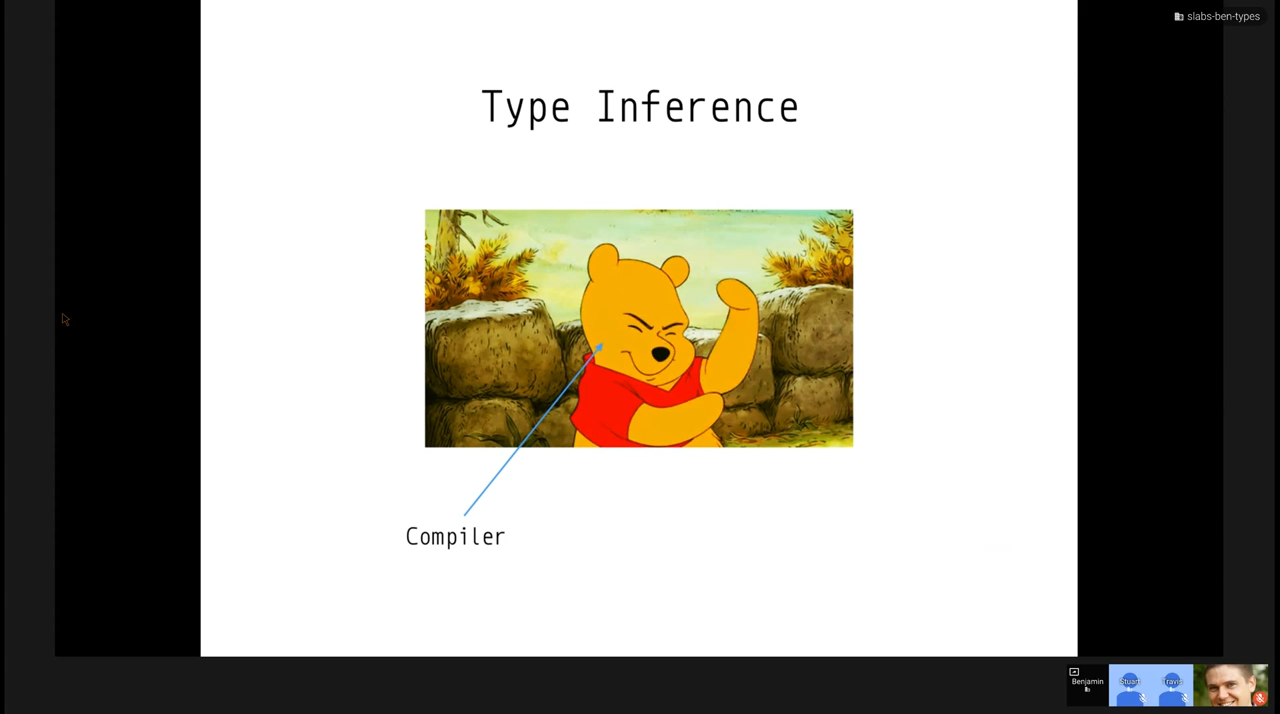 slabs-ben-types
Type Inference
Compiler
Benjamin
Stuart
Travis